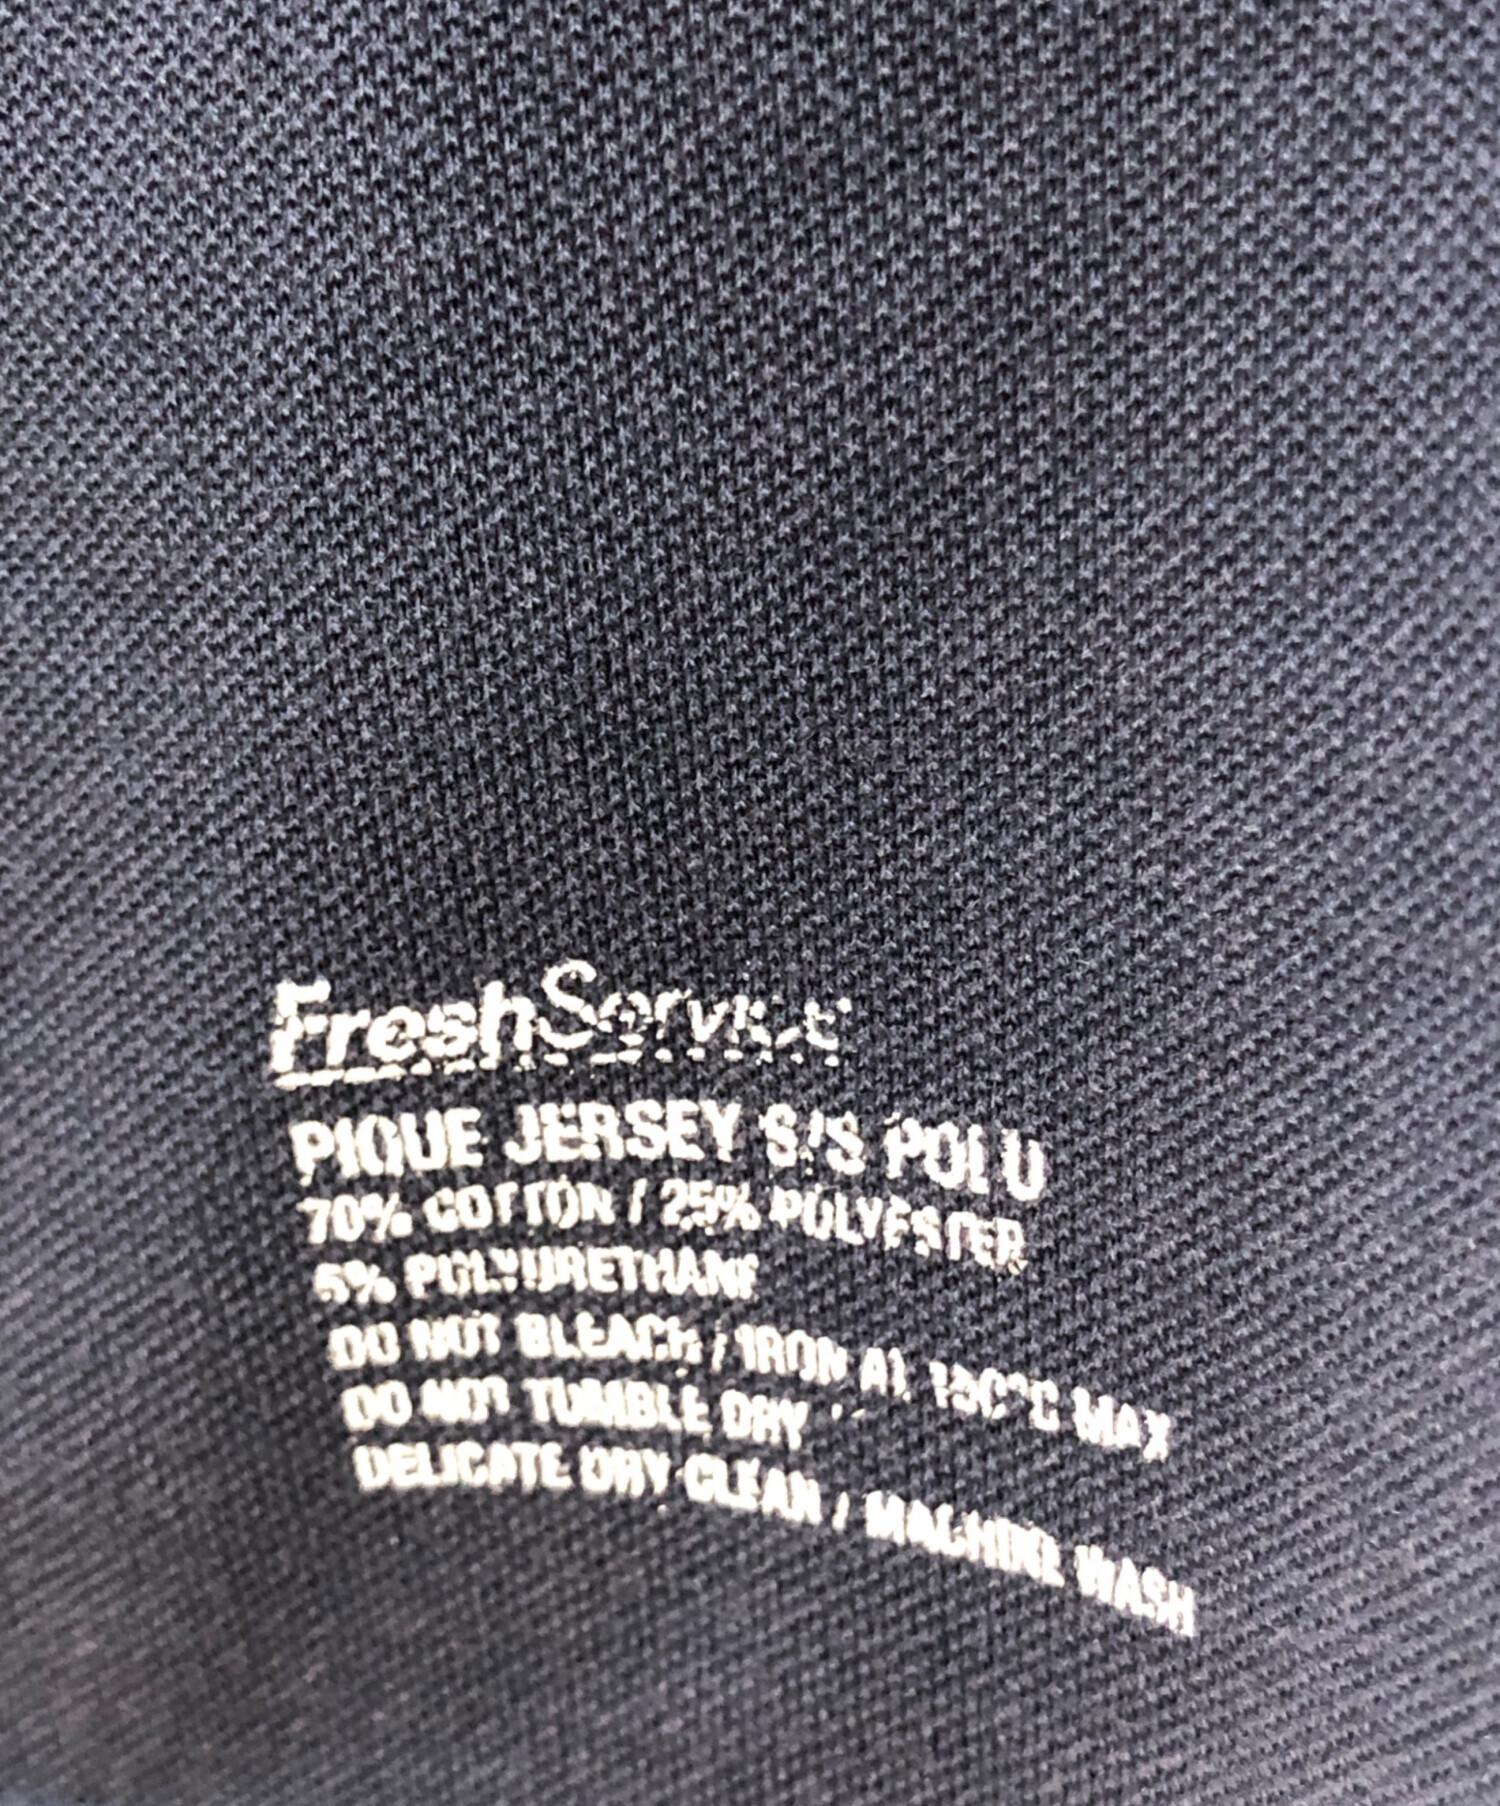 FreshService
PIQUE JERSEY S/S POLO
70% COTTON / 25% POLYESTER
5% POLYURETHANE
DO NOT BLEACH / IRON AT 150°C MAX
DO NOT TUMBLE DRY
DELICATE DRY CLEAN / MACHINE WASH